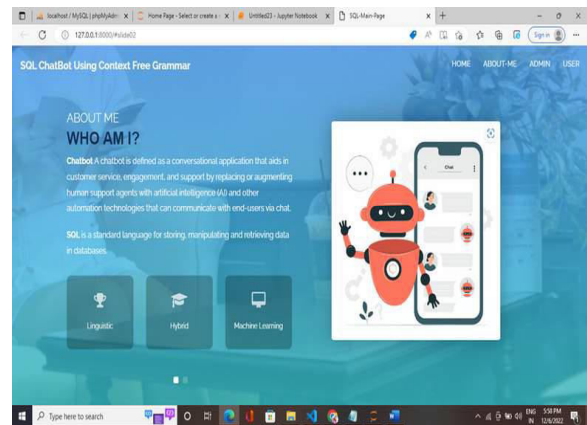 localhost / MySQL | phpMyAdm
Home Page - Select or create a
Untitled23 - Jupyter Notebook
SQL-Main-Page
127.0.0.1:8000/#slide02
Sign in
SQL ChatBot Using Context Free Grammar
HOME ABOUT-ME ADMIN USER
ABOUT ME
WHO AM I?
Chatbot A chatbot is defined as a conversational application that aids in
customer service, engagement, and support by replacing or augmenting
human support agents with artificial intelligence (AI) and other
automation technologies that can communicate with end-users via chat.
SQL is a standard language for storing, manipulating and retrieving data
in databases.
Chat
Linguistic
Hybrid
Machine Learning
Type here to search
ENG 5:58 PM
IN 12/6/2022